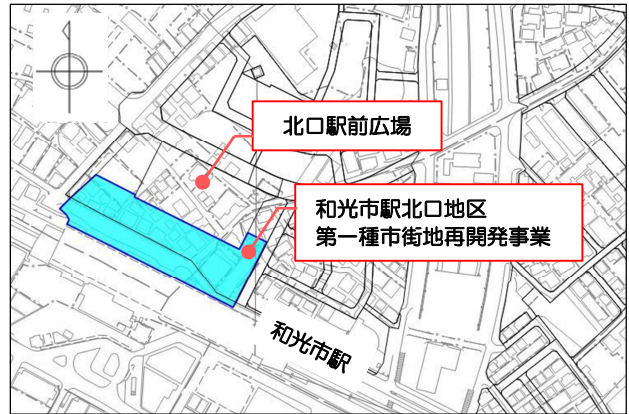 北口駅前広場
和光市駅北口地区
第一種市街地再開発事業
和光市駅